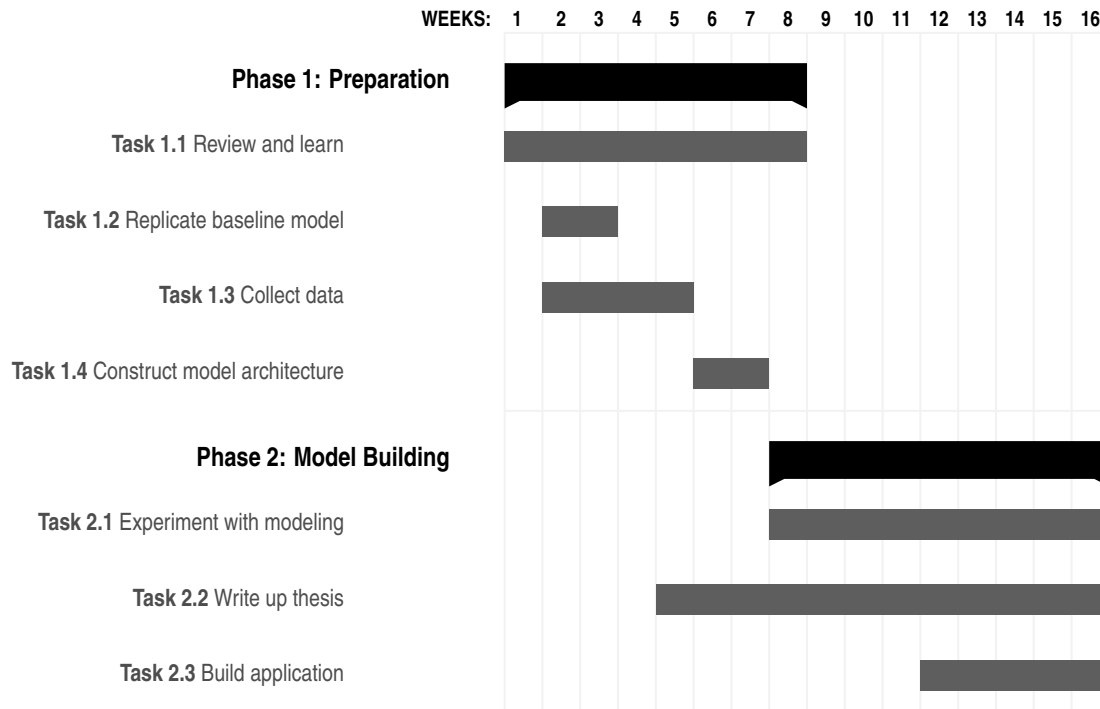 WEEKS: 1 2 3 4 5 6 7 8 9 10 11 12 13 14 15 16
Phase 1: Preparation
Task 1.1 Review and learn
Task 1.2 Replicate baseline model
Task 1.3 Collect data
Task 1.4 Construct model architecture
Phase 2: Model Building
Task 2.1 Experiment with modeling
Task 2.2 Write up thesis
Task 2.3 Build application